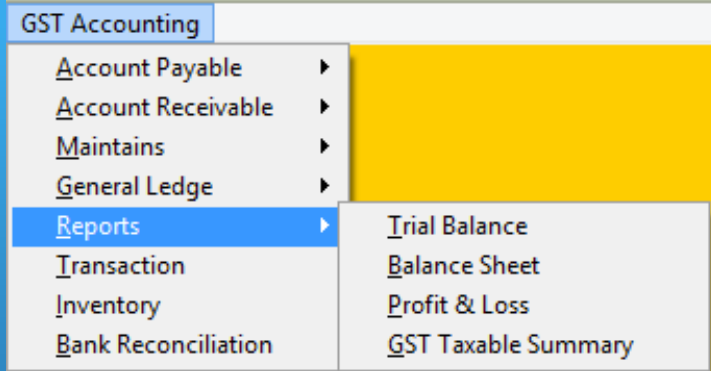 GST Accounting
Account Payable
Account Receivable
Maintains
General Ledge
Reports
Trial Balance
Transaction
Balance Sheet
Inventory
Profit & Loss
Bank Reconciliation
GST Taxable Summary